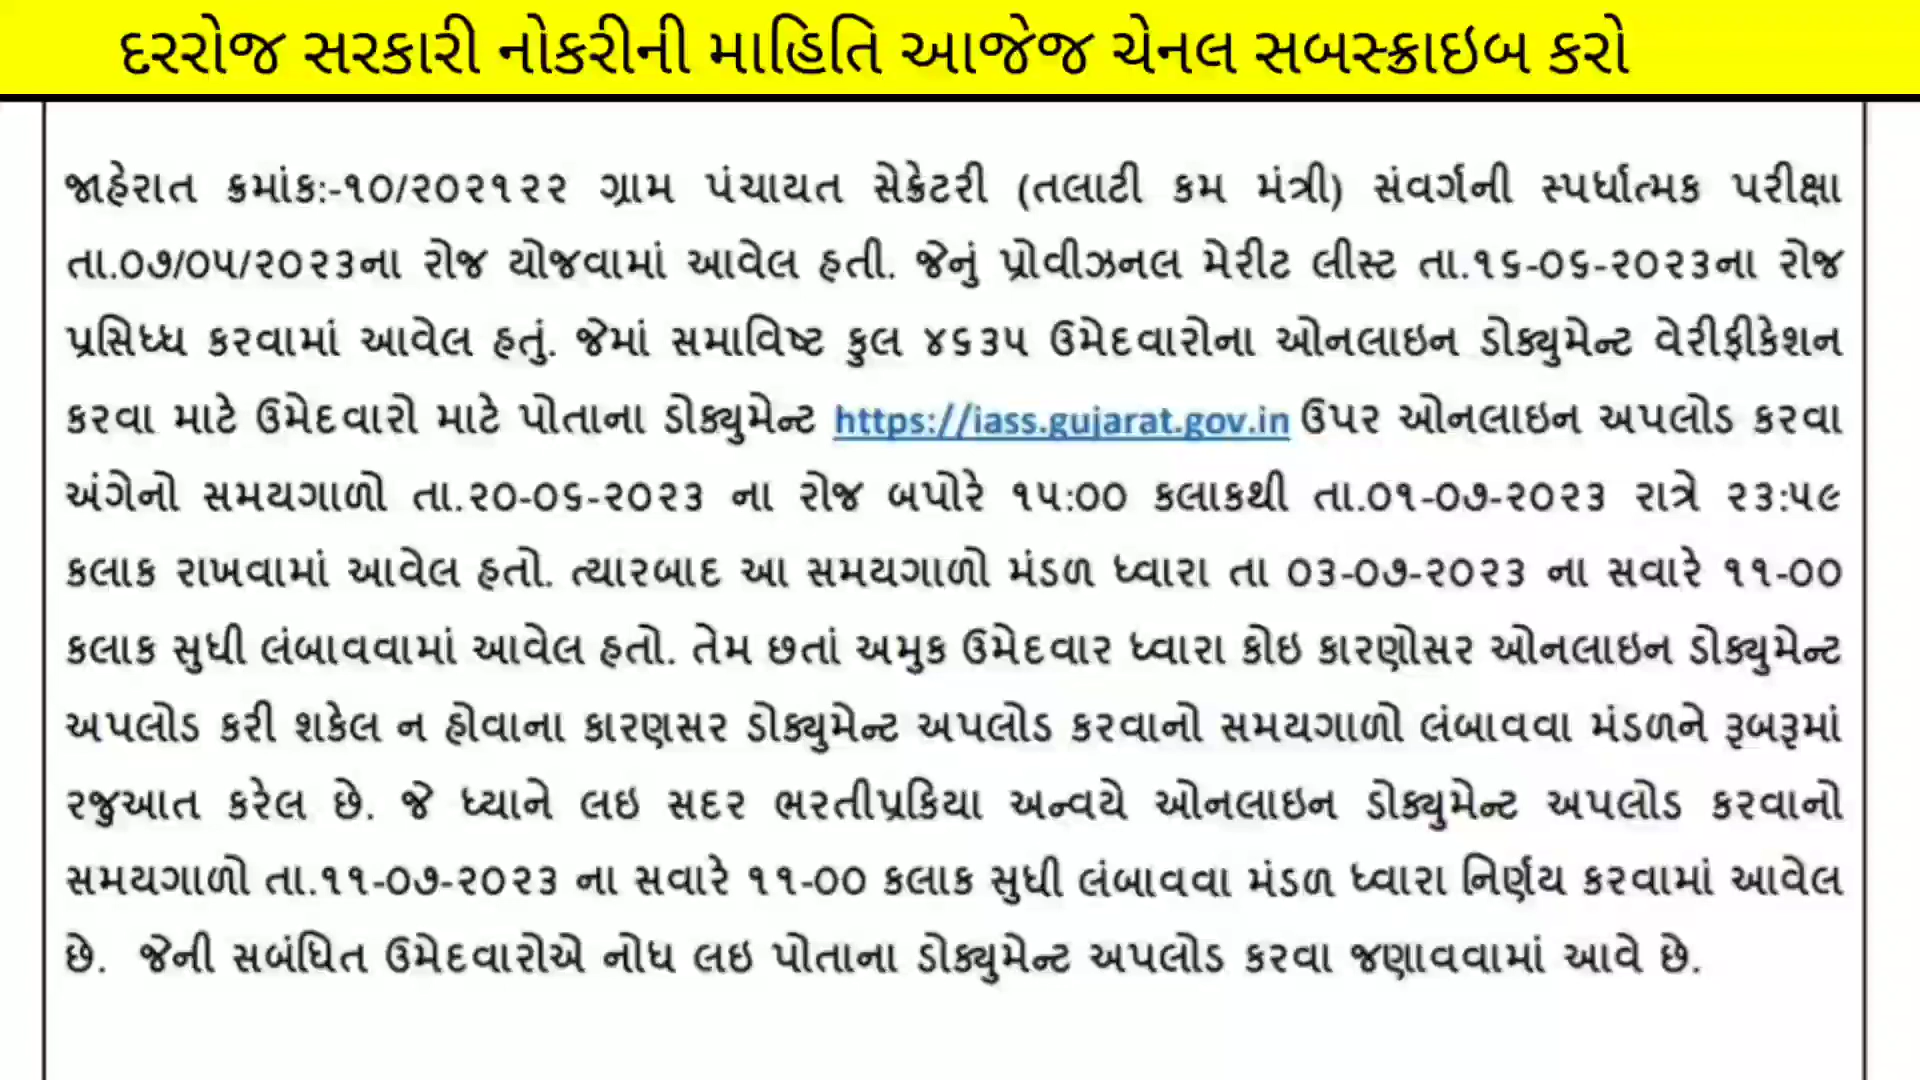 દરરોજ સરકારી નોકરીની માહિતિ આજેજ ચેનલ સબસ્ક્રાઇબ કરો
જાહેરાત ક્રમાંક:-૧૦/૨૦૨૧૨૨ ગ્રામ પંચાયત સેક્રેટરી (તલાટી કમ મંત્રી) સંવર્ગની સ્પર્ધાત્મક પરીક્ષા
તા.૦૭/૦૫/૨૦૨૩ના રોજ યોજવામાં આવેલ હતી. જેનું પ્રોવીઝનલ મેરીટ લીસ્ટ તા.૧૬-૦૬-૨૦૨૩ના રોજ
પ્રસિધ્ધ કરવામાં આવેલ હતું. જેમાં સમાવિષ્ટ કુલ ૪૬૩૫ ઉમેદવારોના ઓનલાઇન ડોક્યુમેન્ટ વેરીફીકેશન
કરવા માટે ઉમેદવારો માટે પોતાના ડોક્યુમેન્ટ https://iass.gujarat.gov.in ઉપર ઓનલાઇન અપલોડ કરવા
અંગેનો સમયગાળો તા.૨૦-૦૬-૨૦૨૩ ના રોજ બપોરે ૧૫:૦૦ કલાકથી તા.૦૧-૦૭-૨૦૨૩ રાત્રે ૨૩:૫૯
કલાક રાખવામાં આવેલ હતો. ત્યારબાદ આ સમયગાળો મંડળ ધ્વારા તા ૦૩-૦૭-૨૦૨૩ ના સવારે ૧૧-૦૦
કલાક સુધી લંબાવવામાં આવેલ હતો. તેમ છતાં અમુક ઉમેદવાર ધ્વારા કોઇ કારણોસર ઓનલાઇન ડોક્યુમેન્ટ
અપલોડ કરી શકેલ ન હોવાના કારણસર ડોક્યુમેન્ટ અપલોડ કરવાનો સમયગાળો લંબાવવા મંડળને રૂબરૂમાં
રજુઆત કરેલ છે. જે ધ્યાને લઇ સદર ભરતીપ્રકિયા અન્વયે ઓનલાઇન ડોક્યુમેન્ટ અપલોડ કરવાનો
સમયગાળો તા.૧૧-૦૭-૨૦૨૩ ના સવારે ૧૧-૦૦ કલાક સુધી લંબાવવા મંડળ ધ્વારા નિર્ણય કરવામાં આવેલ
છે. જેની સબંધિત ઉમેદવારોએ નોધ લઇ પોતાના ડોક્યુમેન્ટ અપલોડ કરવા જણાવવામાં આવે છે.